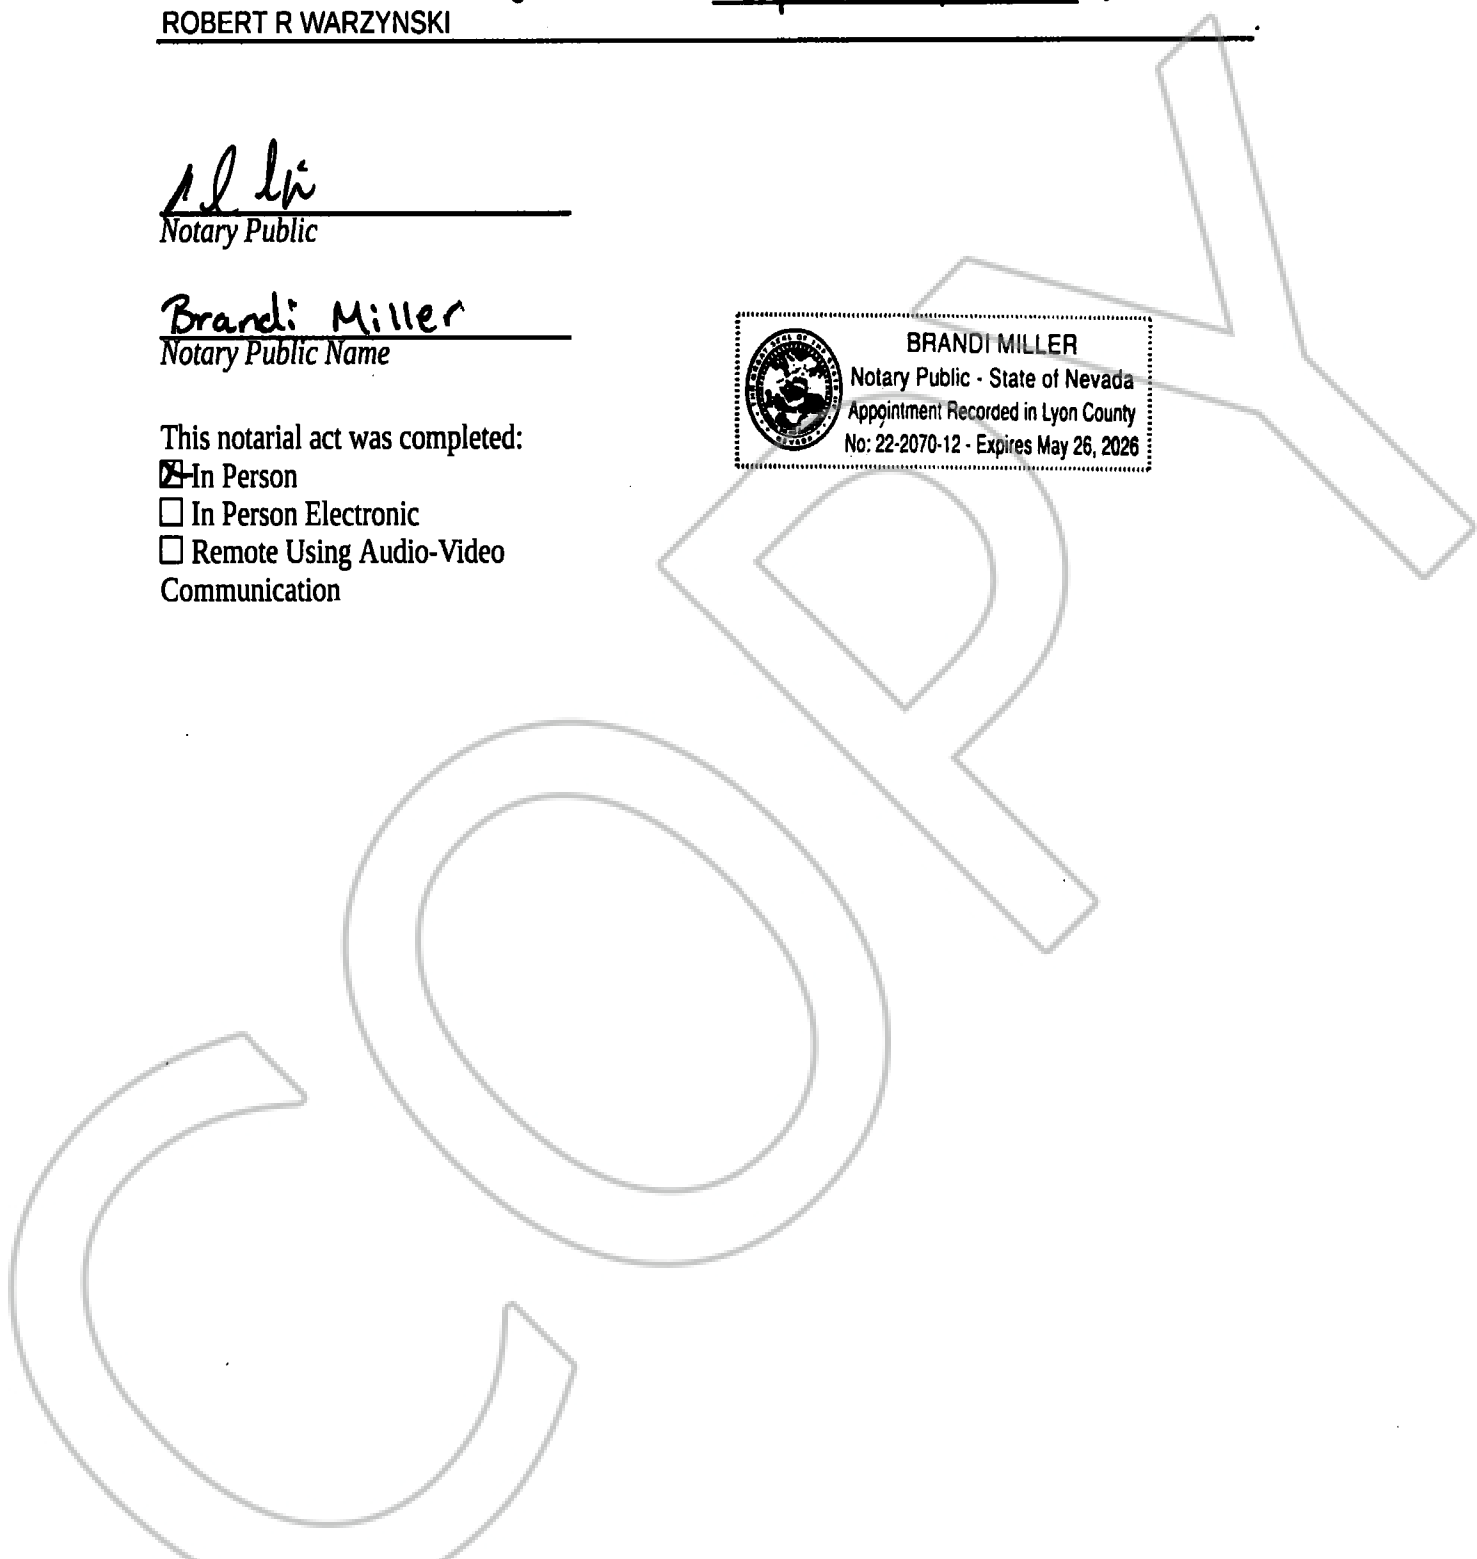 ROBERT R WARZYNSKI
Notary Public
Brandi Miller
Notary Public Name
BRANDI MILLER
Notary Public - State of Nevada
Appointment Recorded in Lyon County
No: 22-2070-12 - Expires May 26, 2026
This notarial act was completed:
In Person
In Person Electronic
Remote Using Audio-Video
Communication
COPY